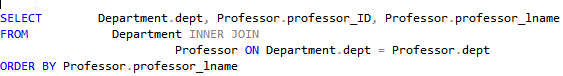 SELECT Department.dept, Professor.professor_ID, Professor.professor_lname
FROM Department INNER JOIN
Professor ON Department.dept = Professor.dept
ORDER BY Professor.professor_lname